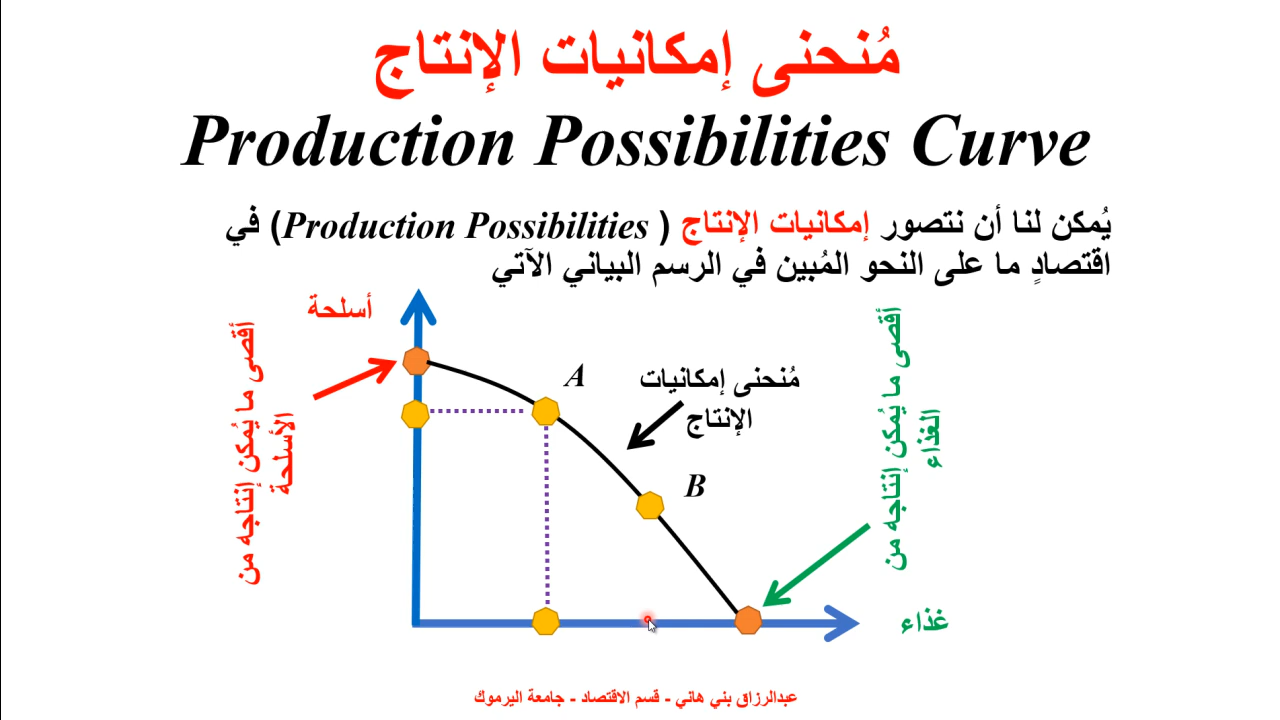 مُنحنى إمكانيات الإنتاج
Production Possibilities Curve
يُمكن لنا أن نتصور إمكانيات الإنتاج ( Production Possibilities) في
اقتصادٍ ما على النحو المُبين في الرسم البياني الآتي
أسلحة
أقصى ما يُمكن إنتاجه من
الأسلحة
A
مُنحنى إمكانيات
الإنتاج
B
أقصى ما يُمكن إنتاجه من
الغذاء
غذاء
عبدالرزاق بني هاني - قسم الاقتصاد - جامعة اليرموك